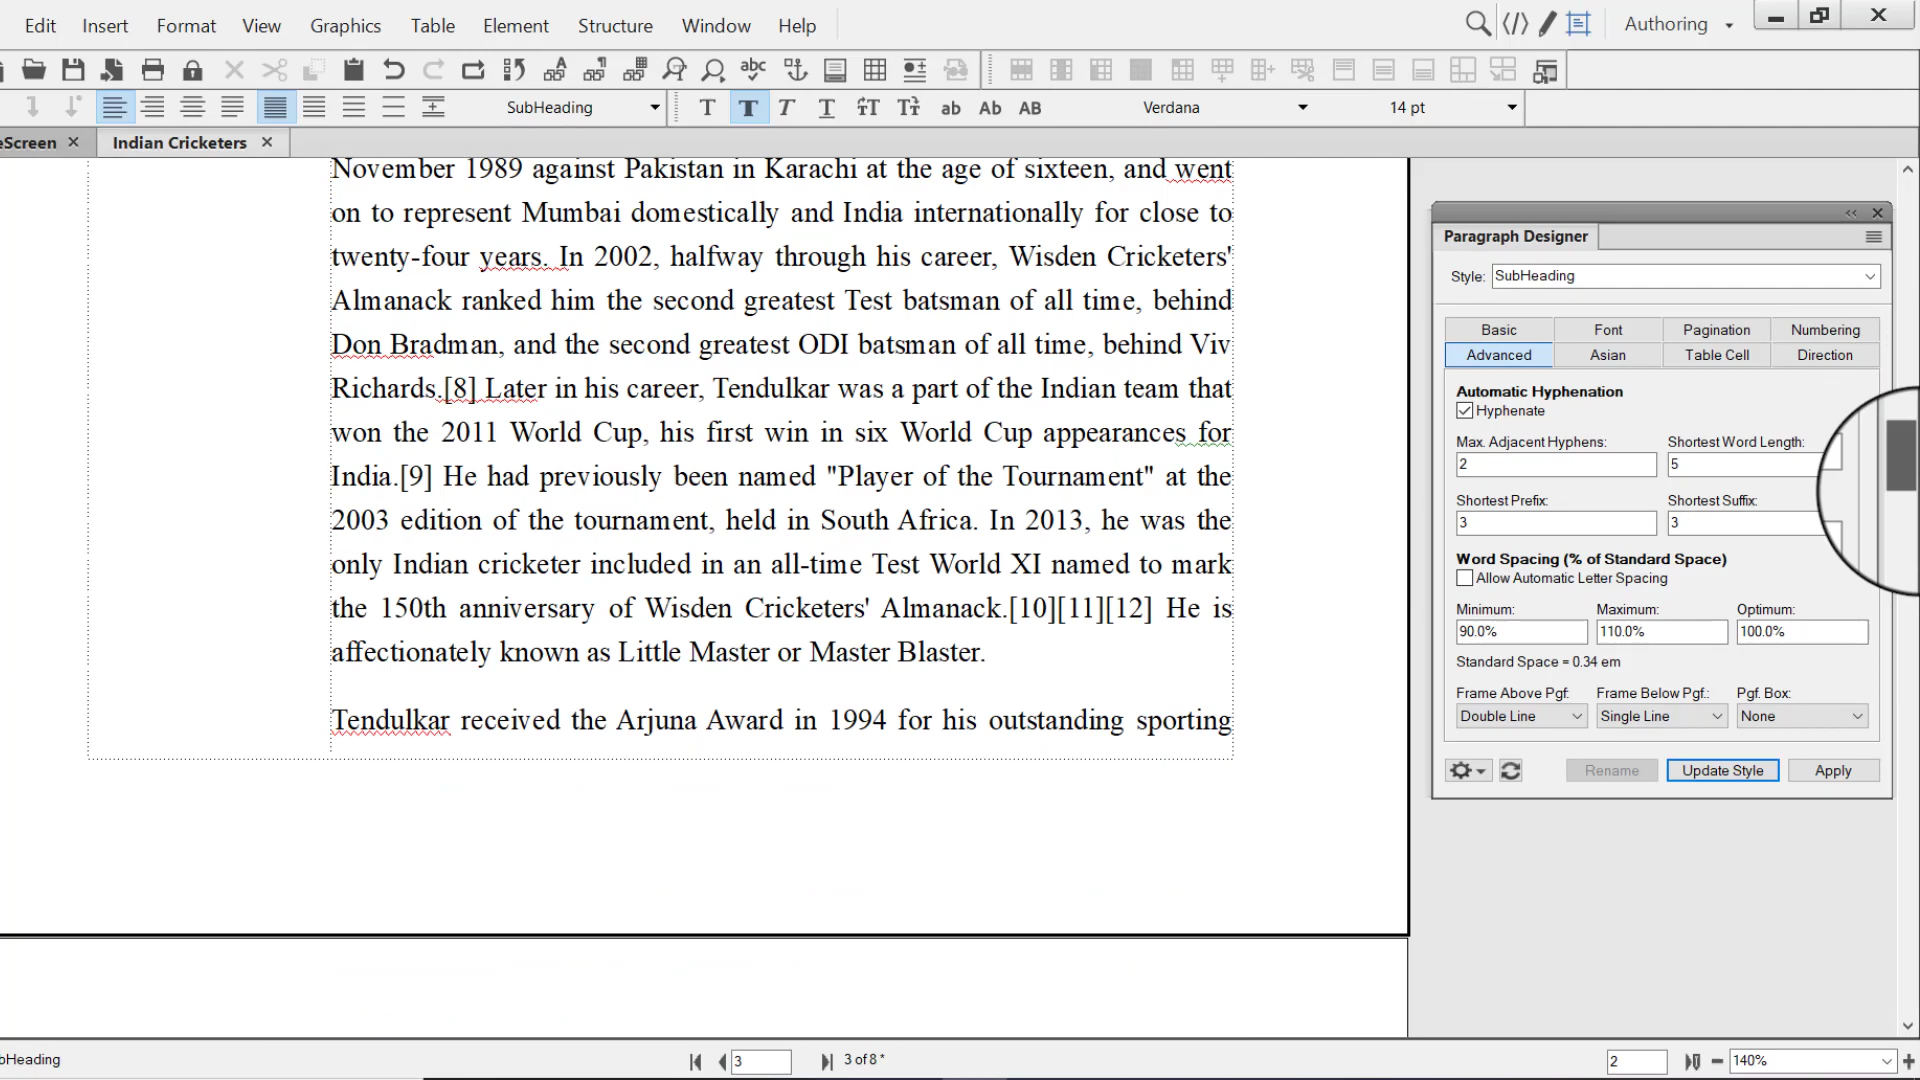 Edit Insert Format View Graphics Table Element Structure Window Help Authoring
SubHeading T T T T ab Ab AB Verdana 14 pt
eScreen Indian Cricketers
November 1989 against Pakistan in Karachi at the age of sixteen, and went
on to represent Mumbai domestically and India internationally for close to
twenty-four years. In 2002, halfway through his career, Wisden Cricketers'
Almanack ranked him the second greatest Test batsman of all time, behind
Don Bradman, and the second greatest ODI batsman of all time, behind Viv
Richards.[8] Later in his career, Tendulkar was a part of the Indian team that
won the 2011 World Cup, his first win in six World Cup appearances for
India.[9] He had previously been named "Player of the Tournament" at the
2003 edition of the tournament, held in South Africa. In 2013, he was the
only Indian cricketer included in an all-time Test World XI named to mark
the 150th anniversary of Wisden Cricketers' Almanack.[10][11][12] He is
affectionately known as Little Master or Master Blaster.
Tendulkar received the Arjuna Award in 1994 for his outstanding sporting
Paragraph Designer
Style: SubHeading
Basic Font Pagination Numbering
Advanced Asian Table Cell Direction
Automatic Hyphenation
Hyphenate
Max. Adjacent Hyphens: Shortest Word Length:
2 5
Shortest Prefix: Shortest Suffix:
3 3
Word Spacing (% of Standard Space)
Allow Automatic Letter Spacing
Minimum: Maximum: Optimum:
90.0% 110.0% 100.0%
Standard Space = 0.34 em
Frame Above Pgf: Frame Below Pgf.: Pgf. Box:
Double Line Single Line None
Rename Update Style Apply
bHeading 3 3 of 8 * 2 140%